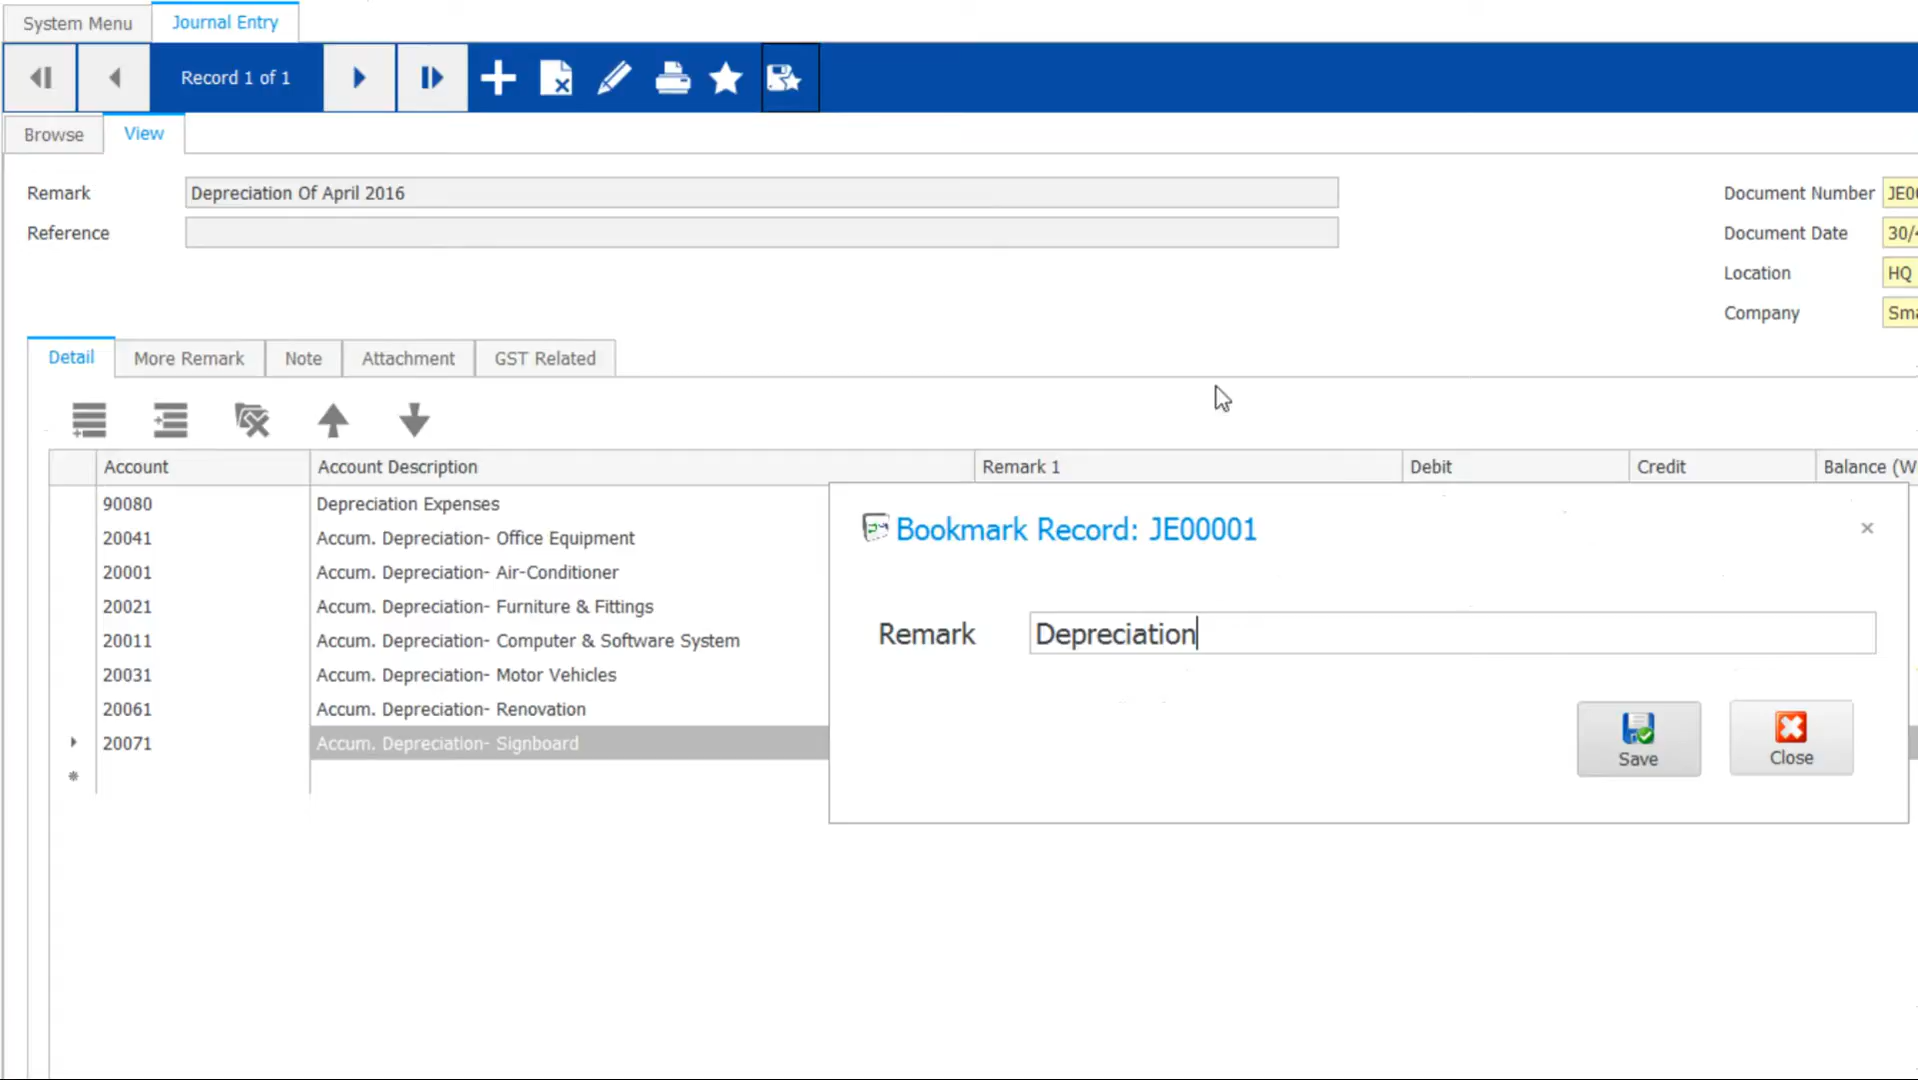 System Menu
Journal Entry
Record 1 of 1
Browse
View
Remark
Depreciation Of April 2016
Document Number
Reference
Document Date
Location
HQ
Company
Detail
More Remark
Note
Attachment
GST Related
Account
Account Description
Remark 1
Debit
Credit
Balance (W
90080
Depreciation Expenses
20041
Accum. Depreciation- Office Equipment
20001
Accum. Depreciation- Air-Conditioner
20021
Accum. Depreciation- Furniture & Fittings
20011
Accum. Depreciation- Computer & Software System
20031
Accum. Depreciation- Motor Vehicles
20061
Accum. Depreciation- Renovation
20071
Accum. Depreciation- Signboard
Bookmark Record: JE00001
Remark
Depreciation
Save
Close